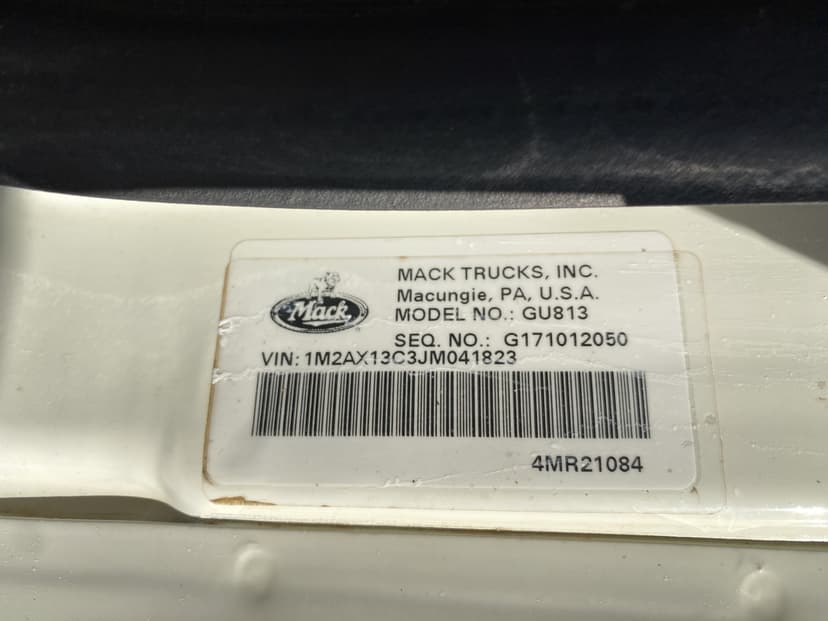 Mack
MACK TRUCKS, INC.
Macungie, PA, U.S.A.
MODEL NO.: GU813
SEQ. NO.: G171012050
VIN: 1M2AX13C3JM041823
4MR21084